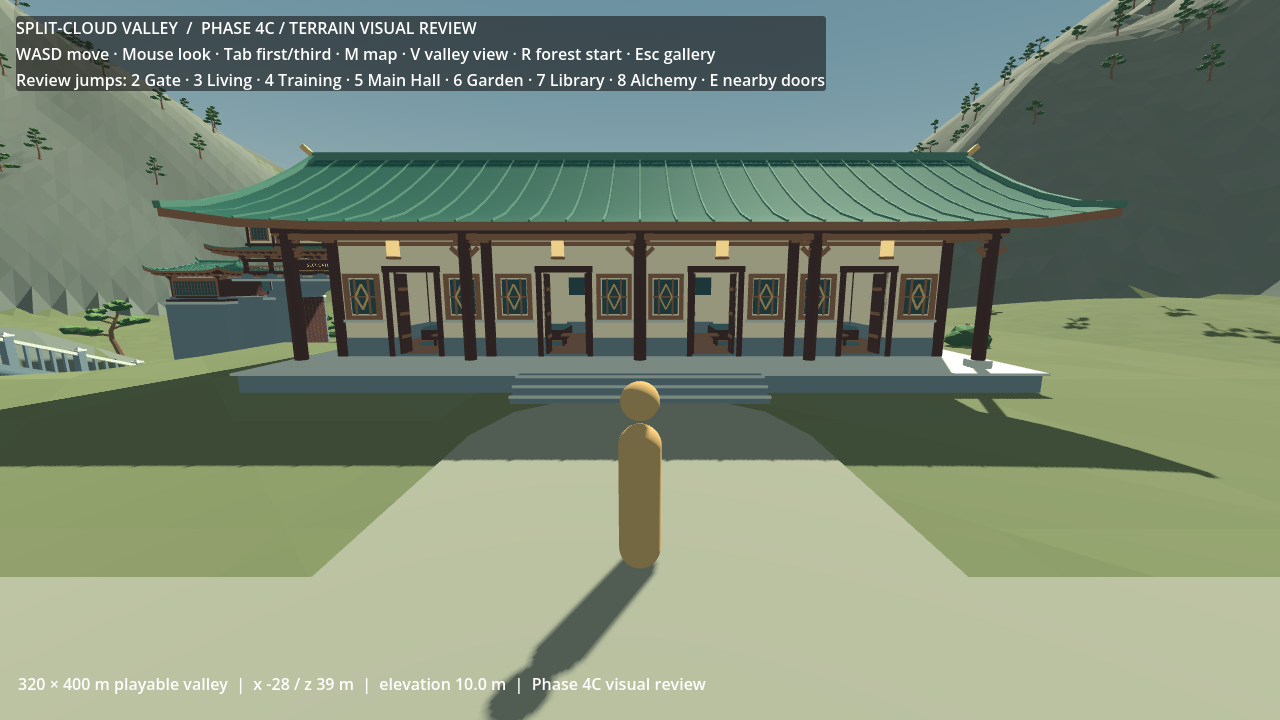 SPLIT-CLOUD VALLEY / PHASE 4C / TERRAIN VISUAL REVIEW
WASD move · Mouse look · Tab first/third · M map · V valley view · R forest start · Esc gallery
Review jumps: 2 Gate · 3 Living · 4 Training · 5 Main Hall · 6 Garden · 7 Library · 8 Alchemy · E nearby doors
320 × 400 m playable valley | x -28 / z 39 m | elevation 10.0 m | Phase 4C visual review